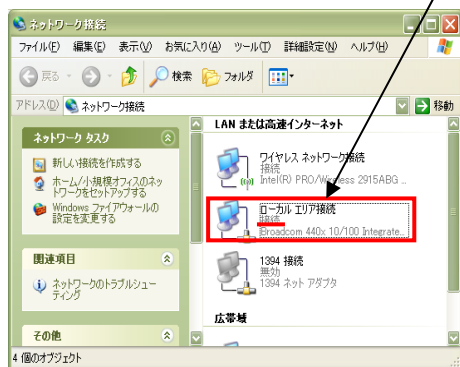 ネットワーク接続
ファイル(F) 編集(E) 表示(V) お気に入り(A) ツール(T) 詳細設定(N) ヘルプ(H)
戻る 検索 フォルダ
アドレス(D) ネットワーク接続 移動
ネットワーク タスク
新しい接続を作成する
ホーム/小規模オフィスのネットワークをセットアップする
Windows ファイアウォールの設定を変更する
関連項目
ネットワークのトラブルシューティング
その他
LAN または高速インターネット
ワイヤレス ネットワーク接続
接続
Intel(R) PRO/Wireless 2915ABG ...
ローカル エリア接続
接続
Broadcom 440x 10/100 Integrate...
1394 接続
無効
1394 ネット アダプタ
広帯域
4 個のオブジェクト